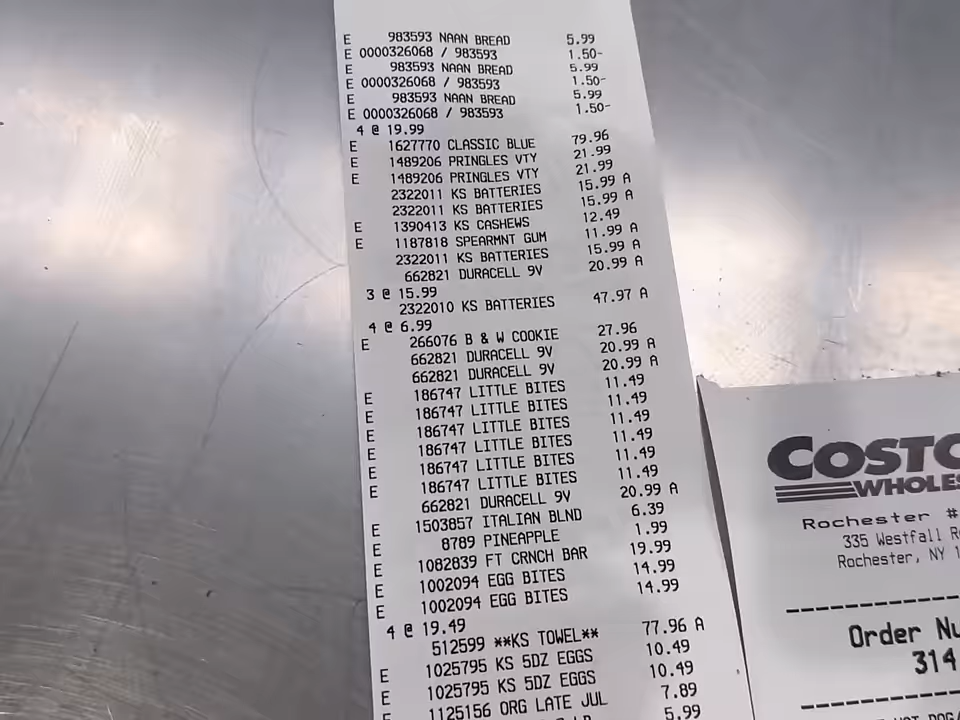 E 983593 NAAN BREAD 5.99
E 0000326068 / 983593 1.50-
E 983593 NAAN BREAD 5.99
E 0000326068 / 983593 1.50-
E 983593 NAAN BREAD 5.99
E 0000326068 / 983593 1.50-
4 @ 19.99
E 1627770 CLASSIC BLUE 79.96
E 1489206 PRINGLES VTY 21.99
E 1489206 PRINGLES VTY 21.99
2322011 KS BATTERIES 15.99 A
2322011 KS BATTERIES 15.99 A
E 1390413 KS CASHEWS 12.49
E 1187818 SPEARMNT GUM 11.99 A
2322011 KS BATTERIES 15.99 A
662821 DURACELL 9V 20.99 A
3 @ 15.99
2322010 KS BATTERIES 47.97 A
4 @ 6.99
E 266076 B & W COOKIE 27.96
662821 DURACELL 9V 20.99 A
662821 DURACELL 9V 20.99 A
E 186747 LITTLE BITES 11.49
E 186747 LITTLE BITES 11.49
E 186747 LITTLE BITES 11.49
E 186747 LITTLE BITES 11.49
E 186747 LITTLE BITES 11.49
E 186747 LITTLE BITES 11.49
662821 DURACELL 9V 20.99 A
E 1503857 ITALIAN BLND 6.39
E 8789 PINEAPPLE 1.99
E 1082839 FT CRNCH BAR 19.99
E 1002094 EGG BITES 14.99
E 1002094 EGG BITES 14.99
4 @ 19.49
512599 **KS TOWEL** 77.96 A
E 1025795 KS 5DZ EGGS 10.49
E 1025795 KS 5DZ EGGS 10.49
E 1125156 ORG LATE JUL 7.89
5.99
COSTC
WHOLES
Rochester #
335 Westfall R
Rochester, NY 1
Order Nu
314